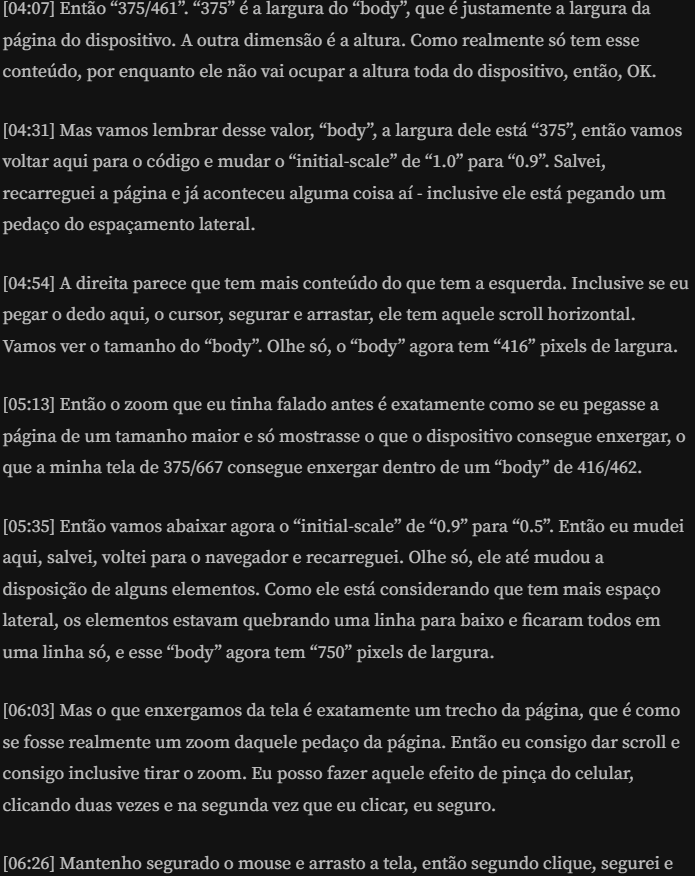 [04:07] Então “375/461”. “375” é a largura do “body”, que é justamente a largura da
página do dispositivo. A outra dimensão é a altura. Como realmente só tem esse
conteúdo, por enquanto ele não vai ocupar a altura toda do dispositivo, então, OK.
[04:31] Mas vamos lembrar desse valor, “body”, a largura dele está “375”, então vamos
voltar aqui para o código e mudar o “initial-scale” de “1.0” para “0.9”. Salvei,
recarreguei a página e já aconteceu alguma coisa aí - inclusive ele está pegando um
pedaço do espaçamento lateral.
[04:54] A direita parece que tem mais conteúdo do que tem a esquerda. Inclusive se eu
pegar o dedo aqui, o cursor, segurar e arrastar, ele tem aquele scroll horizontal.
Vamos ver o tamanho do “body”. Olhe só, o “body” agora tem “416” pixels de largura.
[05:13] Então o zoom que eu tinha falado antes é exatamente como se eu pegasse a
página de um tamanho maior e só mostrasse o que o dispositivo consegue enxergar, o
que a minha tela de 375/667 consegue enxergar dentro de um “body” de 416/462.
[05:35] Então vamos abaixar agora o “initial-scale” de “0.9” para “0.5”. Então eu mudei
aqui, salvei, voltei para o navegador e recarreguei. Olhe só, ele até mudou a
disposição de alguns elementos. Como ele está considerando que tem mais espaço
lateral, os elementos estavam quebrando uma linha para baixo e ficaram todos em
uma linha só, e esse “body” agora tem “750” pixels de largura.
[06:03] Mas o que enxergamos da tela é exatamente um trecho da página, que é como
se fosse realmente um zoom daquele pedaço da página. Então eu consigo dar scroll e
consigo inclusive tirar o zoom. Eu posso fazer aquele efeito de pinça do celular,
clicando duas vezes e na segunda vez que eu clicar, eu seguro.
[06:26] Mantenho segurado o mouse e arrasto a tela, então segundo clique, segurei e